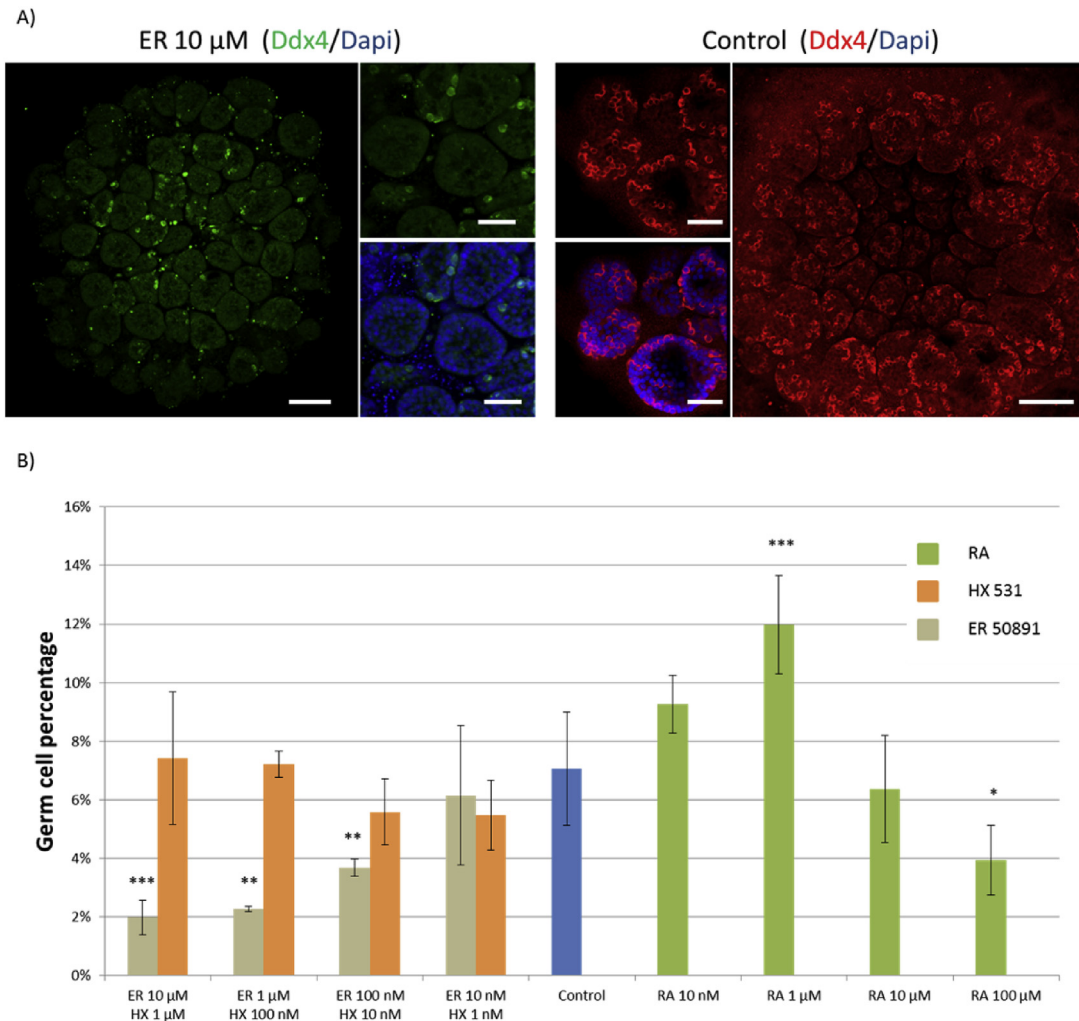 A)
ER 10 µM (Ddx4/Dapi)
Control (Ddx4/Dapi)
B)
Germ cell percentage
16%
14%
12%
10%
8%
6%
4%
2%
0%
***
**
**
***
*
RA
HX 531
ER 50891
ER 10 µM
HX 1 µM
ER 1 µM
HX 100 nM
ER 100 nM
HX 10 nM
ER 10 nM
HX 1 nM
Control
RA 10 nM
RA 1 µM
RA 10 µM
RA 100 µM